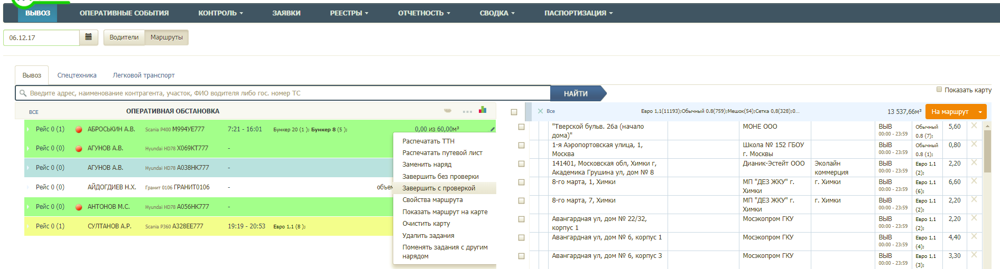 ВЫВОЗ ОПЕРАТИВНЫЕ СОБЫТИЯ КОНТРОЛЬ ЗАЯВКИ РЕЕСТРЫ ОТЧЕТНОСТЬ СВОДКА ПАСПОРТИЗАЦИЯ
06.12.17 Водители Маршруты
Вывоз Спецтехника Легковой транспорт
Введите адрес, наименование контрагента, участок, ФИО водителя либо гос. номер ТС НАЙТИ Показать карту
ВСЕ ОПЕРАТИВНАЯ ОБСТАНОВКА
Рейс 0 (1) АБРОСЬКИН А.В. Scania P400 М994УЕ777 7:21 - 16:01 Бункер 20 (1 ); Бункер 8 (5 ); 0,00 из 60,00м³
Рейс 0 (0) АГУНОВ А.В. Hyundai HD78 Х069КТ777 -
Рейс 0 (0) АГУНОВ А.В. Hyundai HD78 А038НК777 -
Рейс 0 (0) АЙДОГДИЕВ Н.Х. Гранит 0106 ГРАНИТ0106 - объем
Рейс 0 (0) АНТОНОВ М.С. Hyundai HD78 А056НК777 -
Рейс 0 (1) СУЛТАНОВ А.Р. Scania P360 А328ЕЕ777 19:19 - 20:53 Евро 1,1 (8 );
Распечатать ТТН
Распечатать путевой лист
Заменить наряд
Завершить без проверки
Завершить с проверкой
Свойства маршрута
Показать маршрут на карте
Очистить карту
Удалить задания
Поменять задания с другим
нарядом
Все Евро 1,1(11193);Обычный 0.8(759);Мешок(54);Сетка 0,8(328);0... 13 537,66м³ На маршрут
"Тверской бульв. 26а (начало МОНЕ ООО ВЫВ Обычный 5,60
дома)" 00:00 - 23:59 0.8 (7);
1-я Аэропортовская улица, 1, Школа № 152 ГБОУ ВЫВ Обычный 0,80
Москва г. Москвы 00:00 - 23:59 0.8 (1);
141401, Московская обл, Химки г, Дианик-Эстейт ООО Эколайн ВЫВ Евро 1,1 2,20
Академика Грушина ул, дом № 8 коммерция 00:00 - 23:59 (2);
8-го марта, 1, Химки МП "ДЕЗ ЖКУ" г. г. Химки ВЫВ Евро 1,1 6,60
Химки 00:00 - 23:59 (6);
8-го марта, 7, Химки МП "ДЕЗ ЖКУ" г. г. Химки ВЫВ Евро 1,1 2,20
Химки 00:00 - 23:59 (2);
Авангардная ул, дом № 22/32, Мосэкопром ГКУ ВЫВ Евро 1,1 2,20
корпус 1 00:00 - 23:59 (2);
Авангардная ул, дом № 6, корпус 1 Мосэкопром ГКУ ВЫВ Евро 1,1 4,40
00:00 - 23:59 (4);
Авангардная ул, дом № 6, корпус 3 Мосэкопром ГКУ ВЫВ Евро 1,1 3,30
00:00 - 23:59 (3);